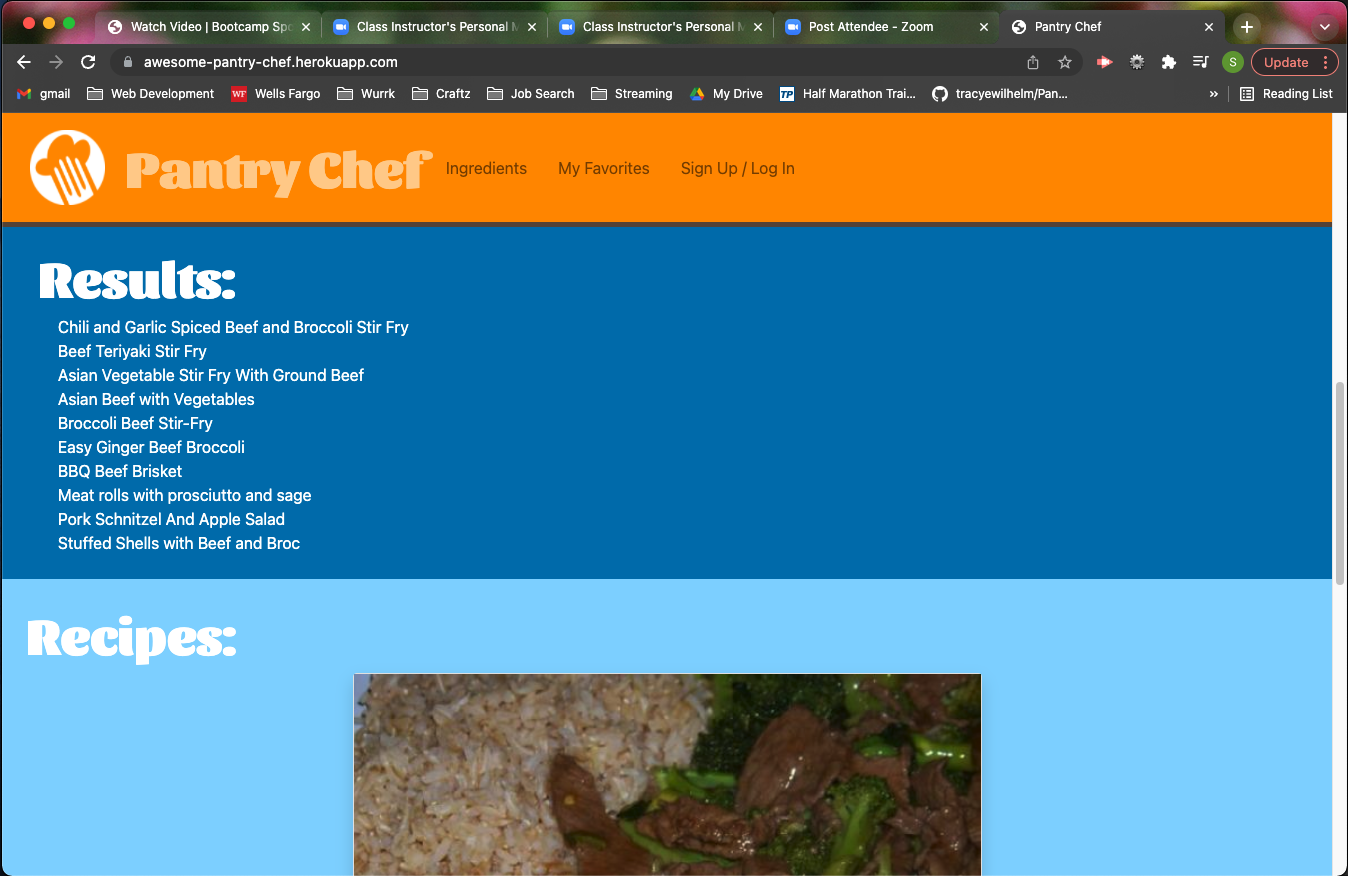 Watch Video | Bootcamp Spo
Class Instructor's Personal M
Class Instructor's Personal M
Post Attendee - Zoom
Pantry Chef
awesome-pantry-chef.herokuapp.com
S
Update
gmail
Web Development
WF
Wells Fargo
Wurrk
Craftz
Job Search
Streaming
My Drive
TP
Half Marathon Trai...
tracyewilhelm/Pan...
»
Reading List
Pantry Chef
Ingredients
My Favorites
Sign Up / Log In
Results:
Chili and Garlic Spiced Beef and Broccoli Stir Fry
Beef Teriyaki Stir Fry
Asian Vegetable Stir Fry With Ground Beef
Asian Beef with Vegetables
Broccoli Beef Stir-Fry
Easy Ginger Beef Broccoli
BBQ Beef Brisket
Meat rolls with prosciutto and sage
Pork Schnitzel And Apple Salad
Stuffed Shells with Beef and Broc
Recipes: